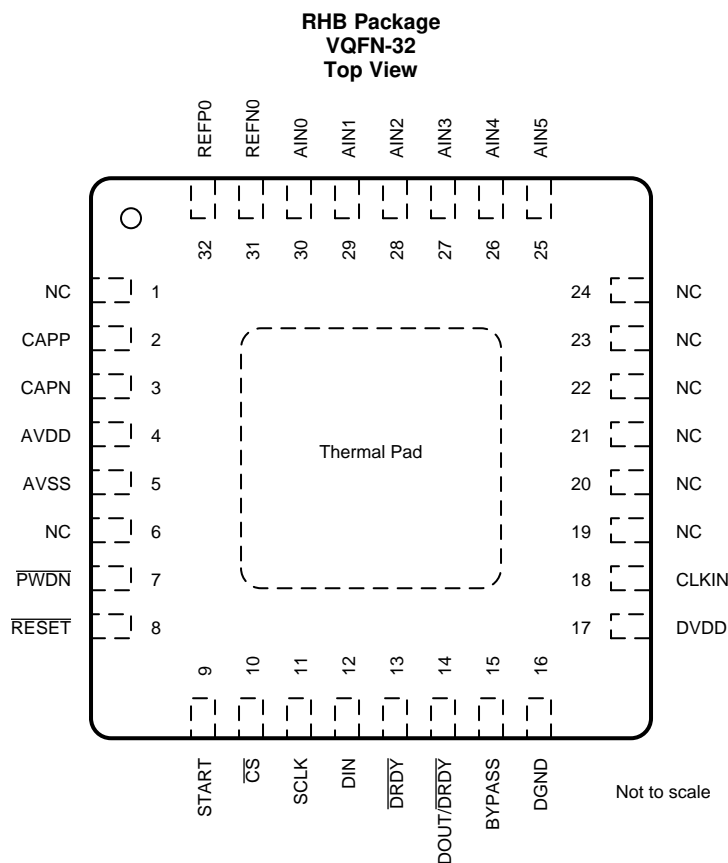 RHB Package
VQFN-32
Top View
REFP0
REFN0
AIN0
AIN1
AIN2
AIN3
AIN4
AIN5
32
31
30
29
28
27
26
25
NC 1
24 NC
CAPP 2
23 NC
CAPN 3
22 NC
AVDD 4
21 NC
Thermal Pad
AVSS 5
20 NC
NC 6
19 NC
PWDN 7
18 CLKIN
RESET 8
17 DVDD
9
10
11
12
13
14
15
16
START
CS
SCLK
DIN
DRDY
DOUT/DRDY
BYPASS
DGND
Not to scale